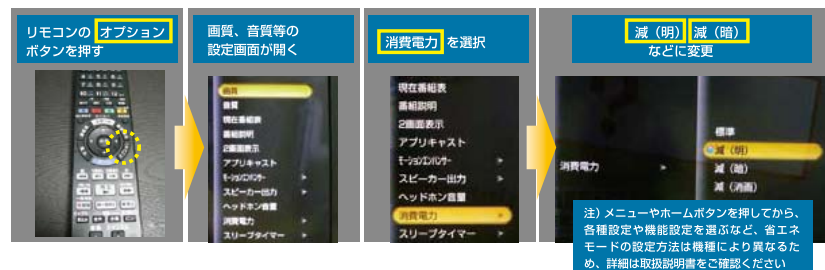 リモコンの オプション
ボタンを押す
画質、音質等の
設定画面が開く
画質
音質
現在番組表
番組説明
2画面表示
アプリキャスト
モーションエンハンサー
スピーカー出力
ヘッドホン音量
消費電力
スリープタイマー
消費電力 を選択
現在番組表
番組説明
2画面表示
アプリキャスト
モーションエンハンサー
スピーカー出力
ヘッドホン音量
消費電力
スリープタイマー
減（明） 減（暗）
などに変更
消費電力
標準
減（明）
減（暗）
減（消画）
注）メニューやホームボタンを押してから、
各種設定や機能設定を選ぶなど、省エネ
モードの設定方法は機種により異なるた
め、詳細は取扱説明書をご確認ください